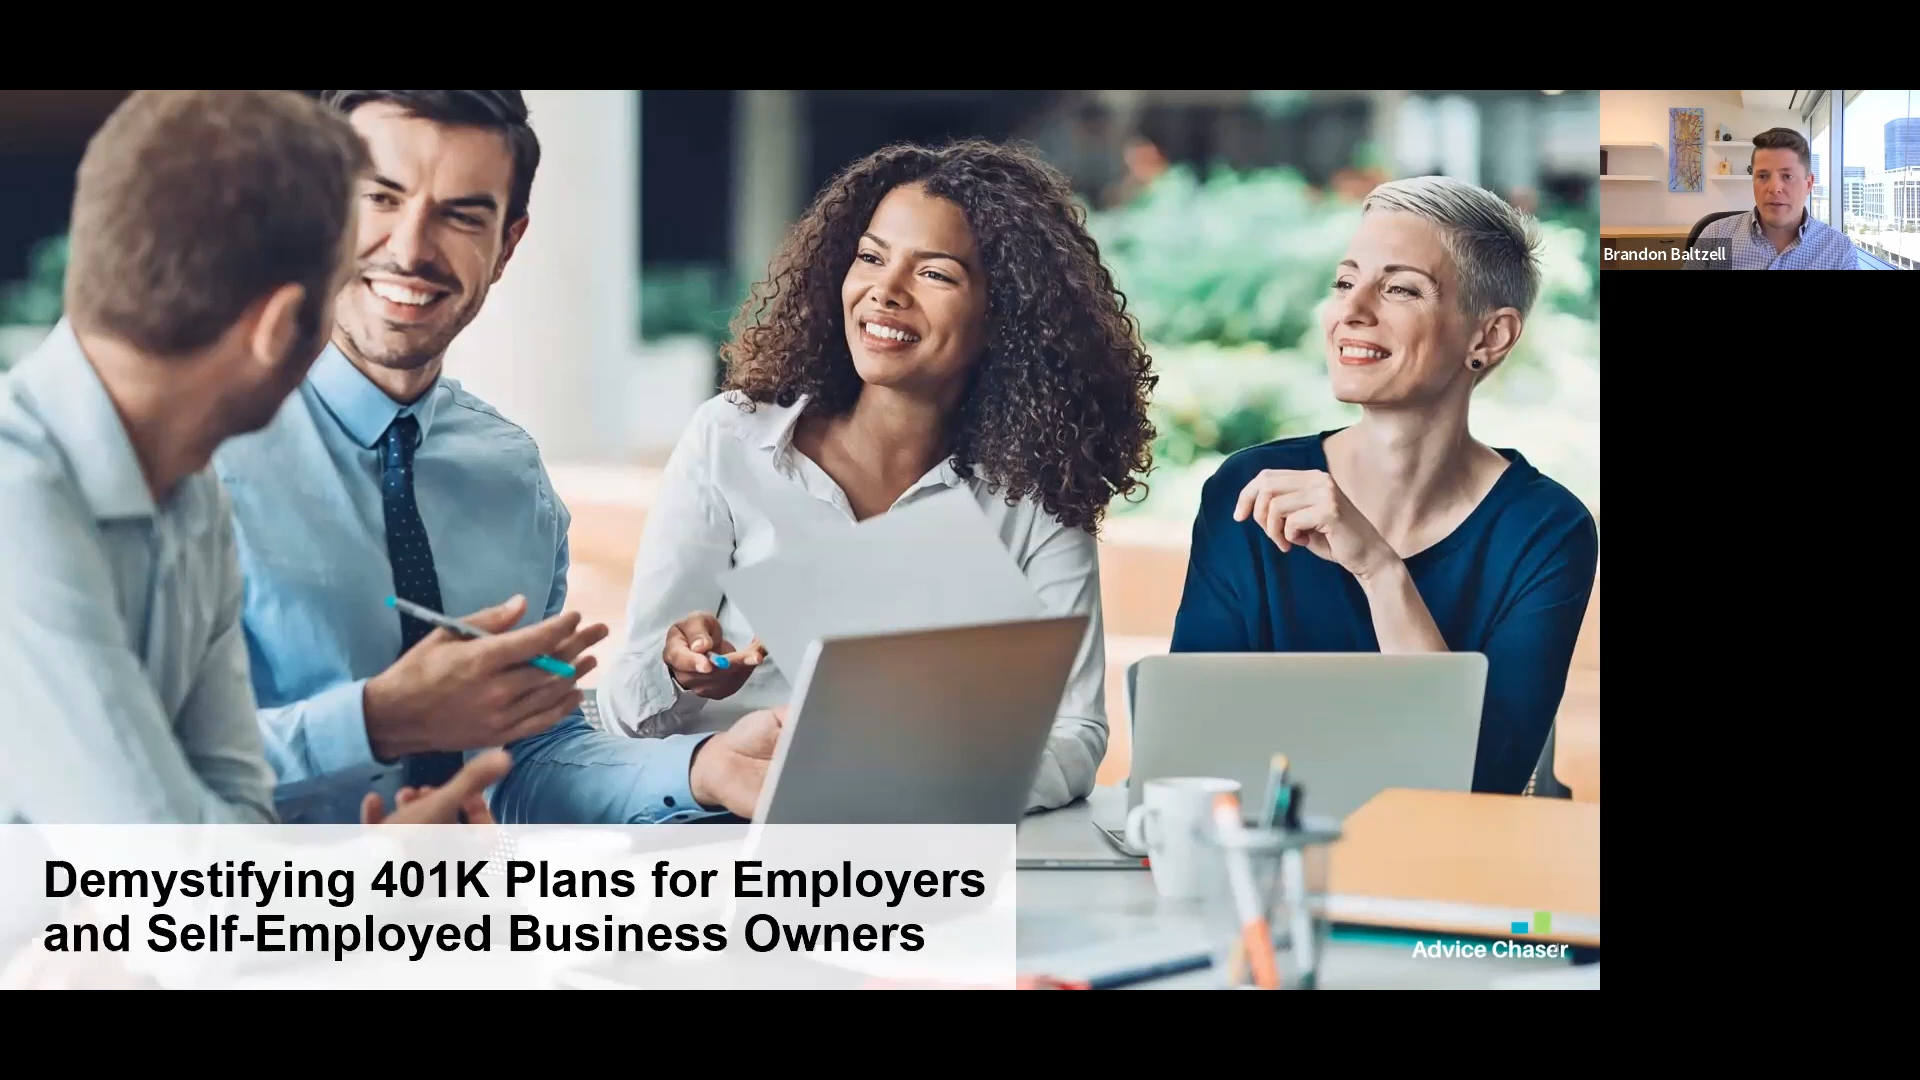 Brandon Baltzell
Demystifying 401K Plans for Employers
and Self-Employed Business Owners
Advice Chaser